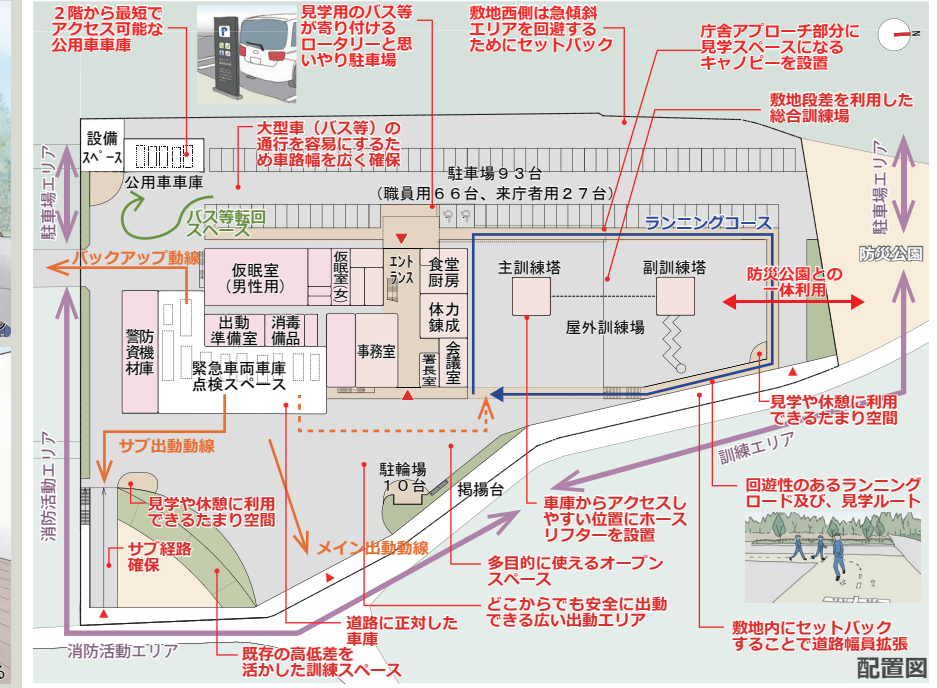 ２階から最短で
アクセス可能な
公用車車庫
見学用のバス等
が寄り付ける
ロータリーと思
いやり駐車場
敷地西側は急傾斜
エリアを回避する
ためにセットバック
庁舎アプローチ部分に
見学スペースになる
キャノピーを設置
N
敷地段差を利用した
総合訓練場
P
設備
スペース
大型車（バス等）の
通行を容易にするた
め車路幅を広く確保
公用車車庫
駐車場９３台
（職員用６６台、来庁者用２７台）
駐車場エリア
駐車場エリア
バス等転回
スペース
ランニングコース
防災公園
バックアップ動線
仮眠室
（男性用）
仮眠室（女）
エント
ランス
食堂
厨房
主訓練塔
副訓練塔
防災公園との
一体利用
体力
錬成
屋外訓練場
警防
資機
材庫
出動
準備室
消毒
備品
事務室
署長室
会議室
緊急車両車庫
点検スペース
見学や休憩に利用
できるたまり空間
サブ出動動線
訓練エリア
消防活動エリア
駐輪場
１０台
掲揚台
見学や休憩に利用
できるたまり空間
車庫からアクセスし
やすい位置にホース
リフターを設置
回遊性のあるランニング
ロード及び、見学ルート
サブ経路
確保
メイン出動動線
多目的に使えるオープン
スペース
どこからでも安全に出動
できる広い出動エリア
道路に正対した
車庫
敷地内にセットバック
することで道路幅員拡張
消防活動エリア
既存の高低差を
活かした訓練スペース
配置図